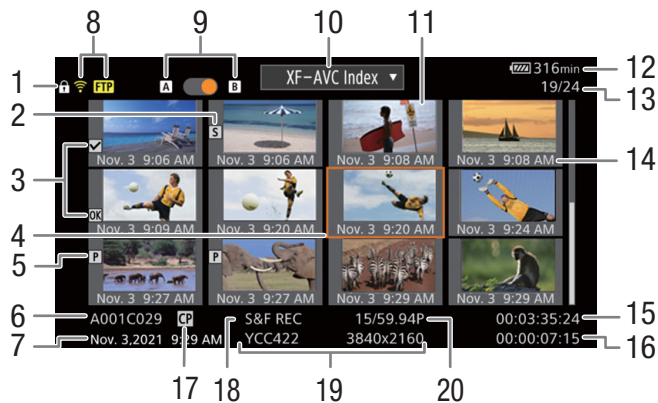 8 9 10 11
1 FTP A B XF-AVC Index ▼ 316min 12
19/24 13
2 S
Nov. 3 9:06 AM Nov. 3 9:06 AM Nov. 3 9:08 AM Nov. 3 9:08 AM 14
3
OK
Nov. 3 9:09 AM Nov. 3 9:20 AM Nov. 3 9:20 AM Nov. 3 9:24 AM
4
5 P P
Nov. 3 9:27 AM Nov. 3 9:27 AM Nov. 3 9:29 AM Nov. 3 9:29 AM
6 A001C029 CP S&F REC 15/59.94P 00:03:35:24 15
7 Nov. 3,2021 9:29 AM YCC422 3840x2160 00:00:07:15 16
17 18 19 20